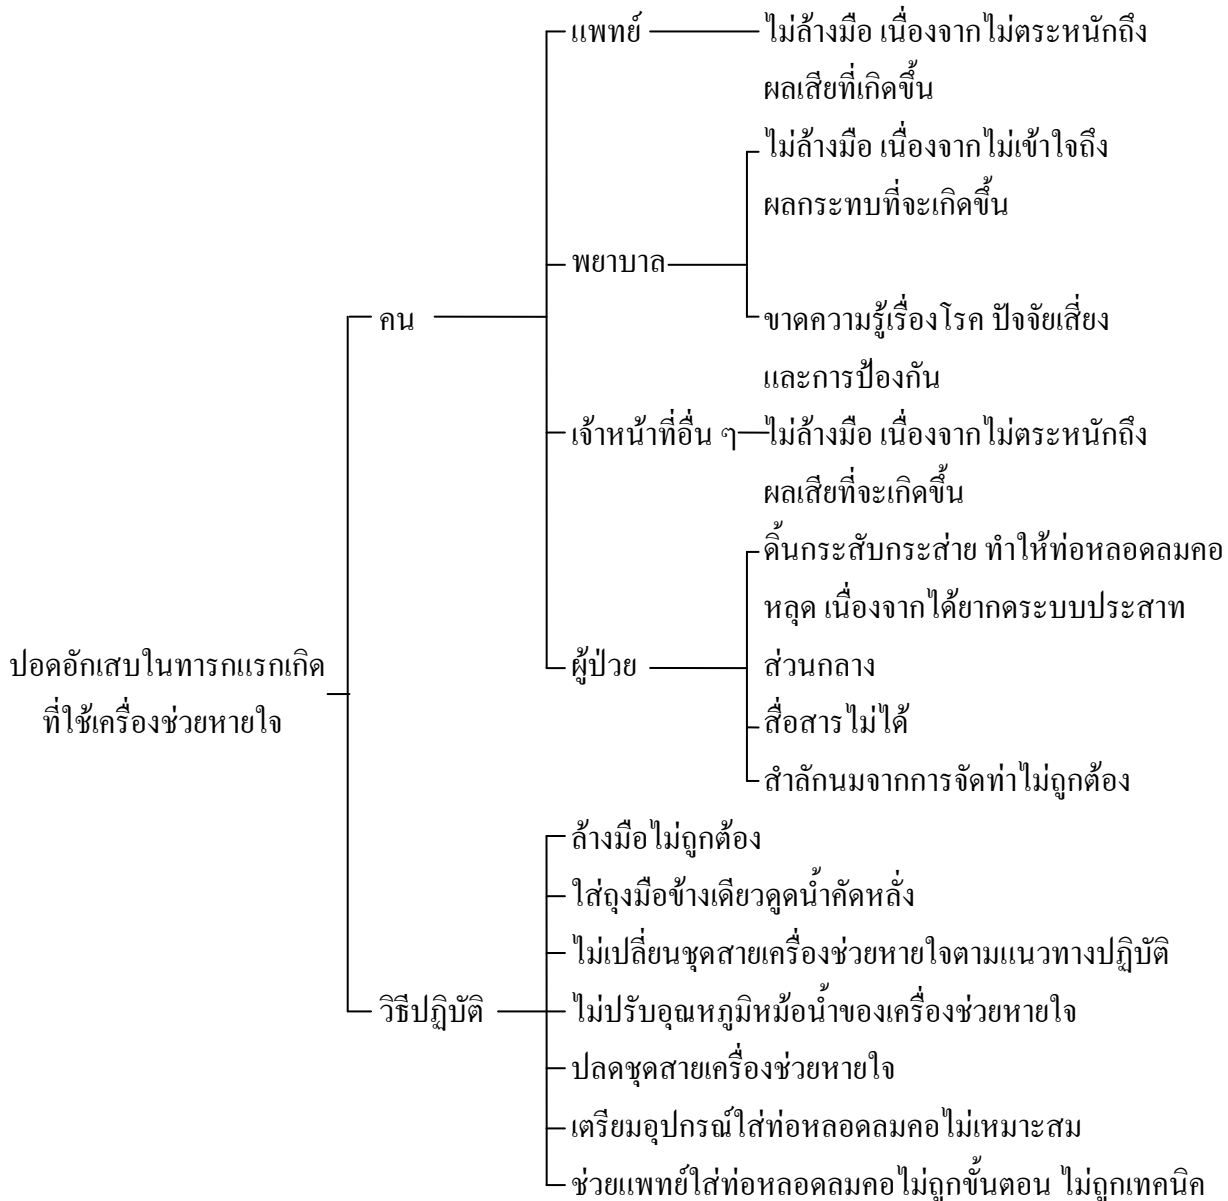 แพทย์
ไม่ล้างมือ เนื่องจากไม่ตระหนักถึง
ผลเสียที่เกิดขึ้น
ไม่ล้างมือ เนื่องจากไม่เข้าใจถึง
ผลกระทบที่จะเกิดขึ้น
พยาบาล
คน
ขาดความรู้เรื่องโรค ปัจจัยเสี่ยง
และการป้องกัน
เจ้าหน้าที่อื่น ๆ
ไม่ล้างมือ เนื่องจากไม่ตระหนักถึง
ผลเสียที่จะเกิดขึ้น
ดิ้นกระสับกระส่าย ทำให้ท่อหลอดลมคอ
หลุด เนื่องจากได้ยากดระบบประสาท
ส่วนกลาง
ผู้ป่วย
ปอดอักเสบในทารกแรกเกิด
ที่ใช้เครื่องช่วยหายใจ
สื่อสารไม่ได้
สำลักนมจากการจัดท่าไม่ถูกต้อง
ล้างมือไม่ถูกต้อง
ใส่ถุงมือข้างเดียวดูดน้ำคัดหลั่ง
ไม่เปลี่ยนชุดสายเครื่องช่วยหายใจตามแนวทางปฏิบัติ
วิธีปฏิบัติ
ไม่ปรับอุณหภูมิหม้อน้ำของเครื่องช่วยหายใจ
ปลดชุดสายเครื่องช่วยหายใจ
เตรียมอุปกรณ์ใส่ท่อหลอดลมคอไม่เหมาะสม
ช่วยแพทย์ใส่ท่อหลอดลมคอไม่ถูกขั้นตอน ไม่ถูกเทคนิค